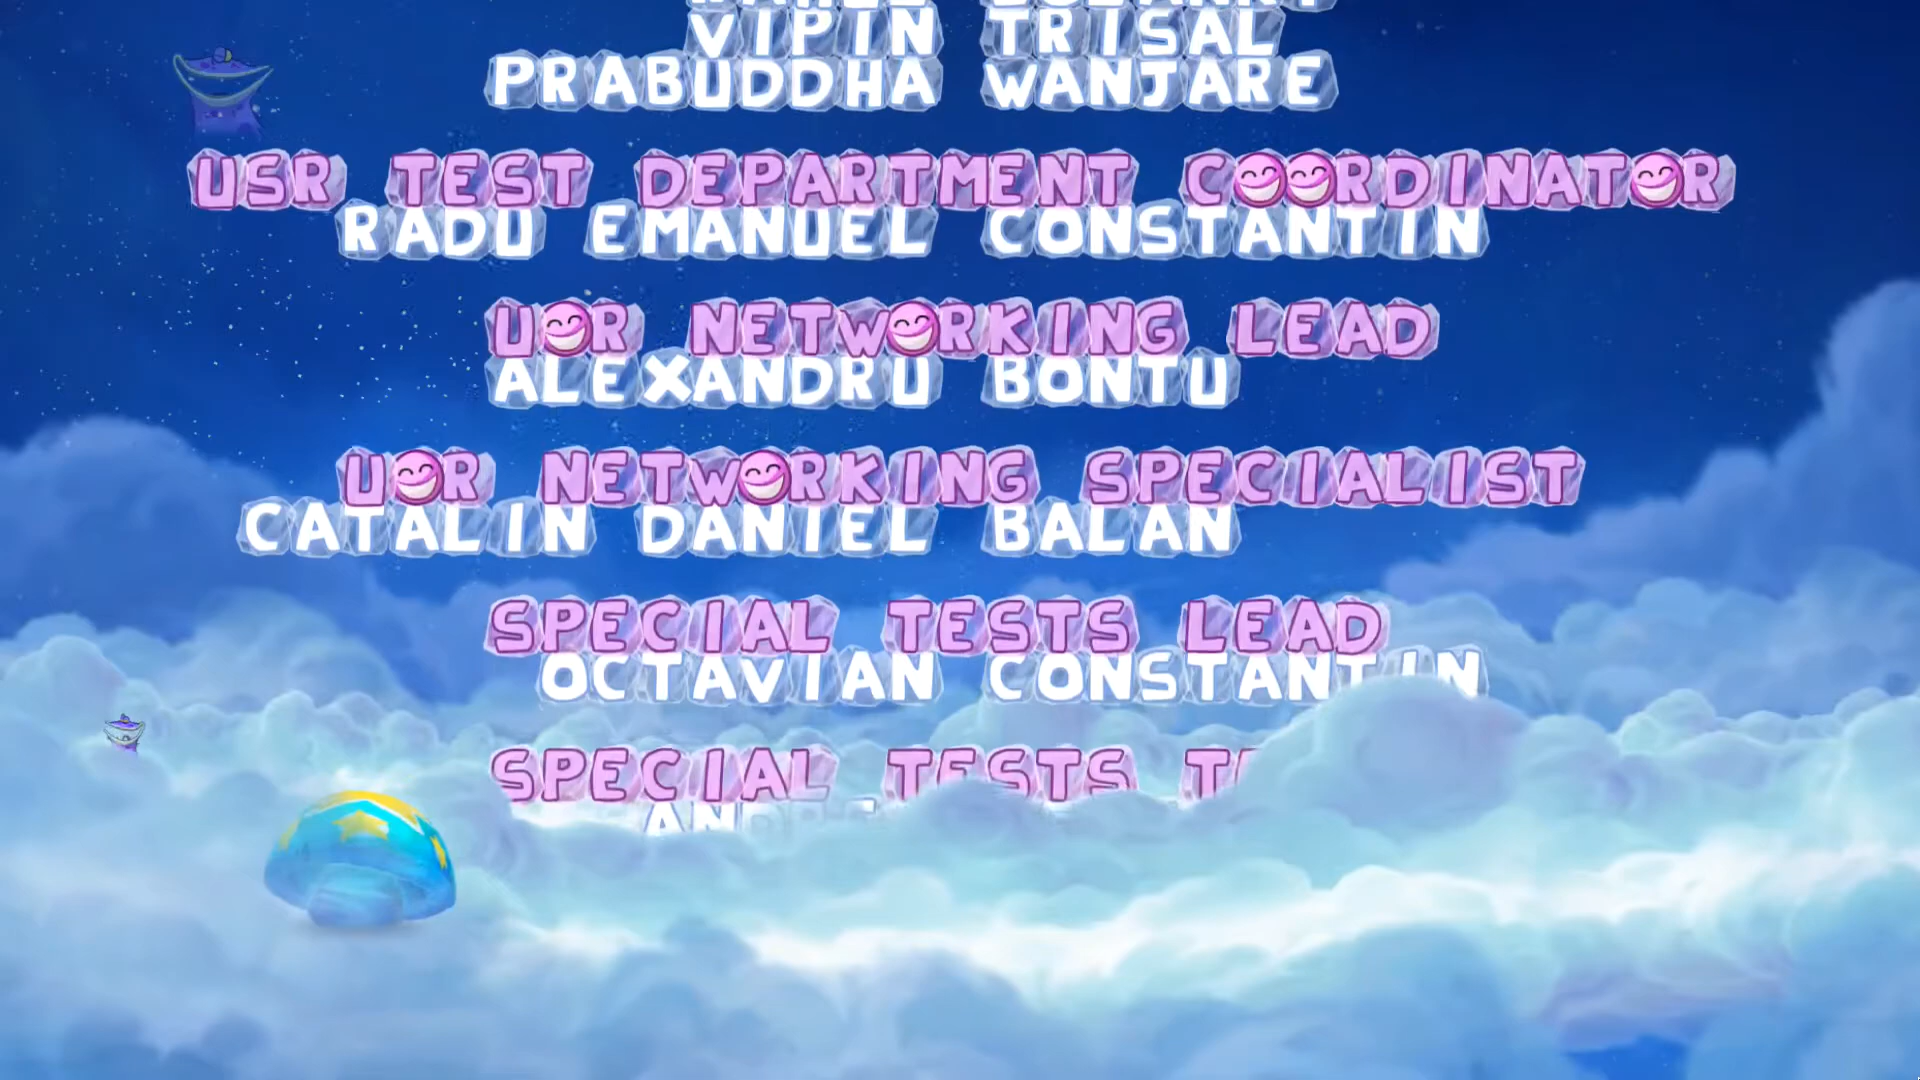 VIPIN TRISAL
PRABUDDHA WANJARE
USR TEST DEPARTMENT COORDINATOR
RADU EMANUEL CONSTANTIN
UOR NETWORKING LEAD
ALEXANDRU BONTU
UOR NETWORKING SPECIALIST
CATALIN DANIEL BALAN
SPECIAL TESTS LEAD
OCTAVIAN CONSTANTIN
SPECIAL TESTS